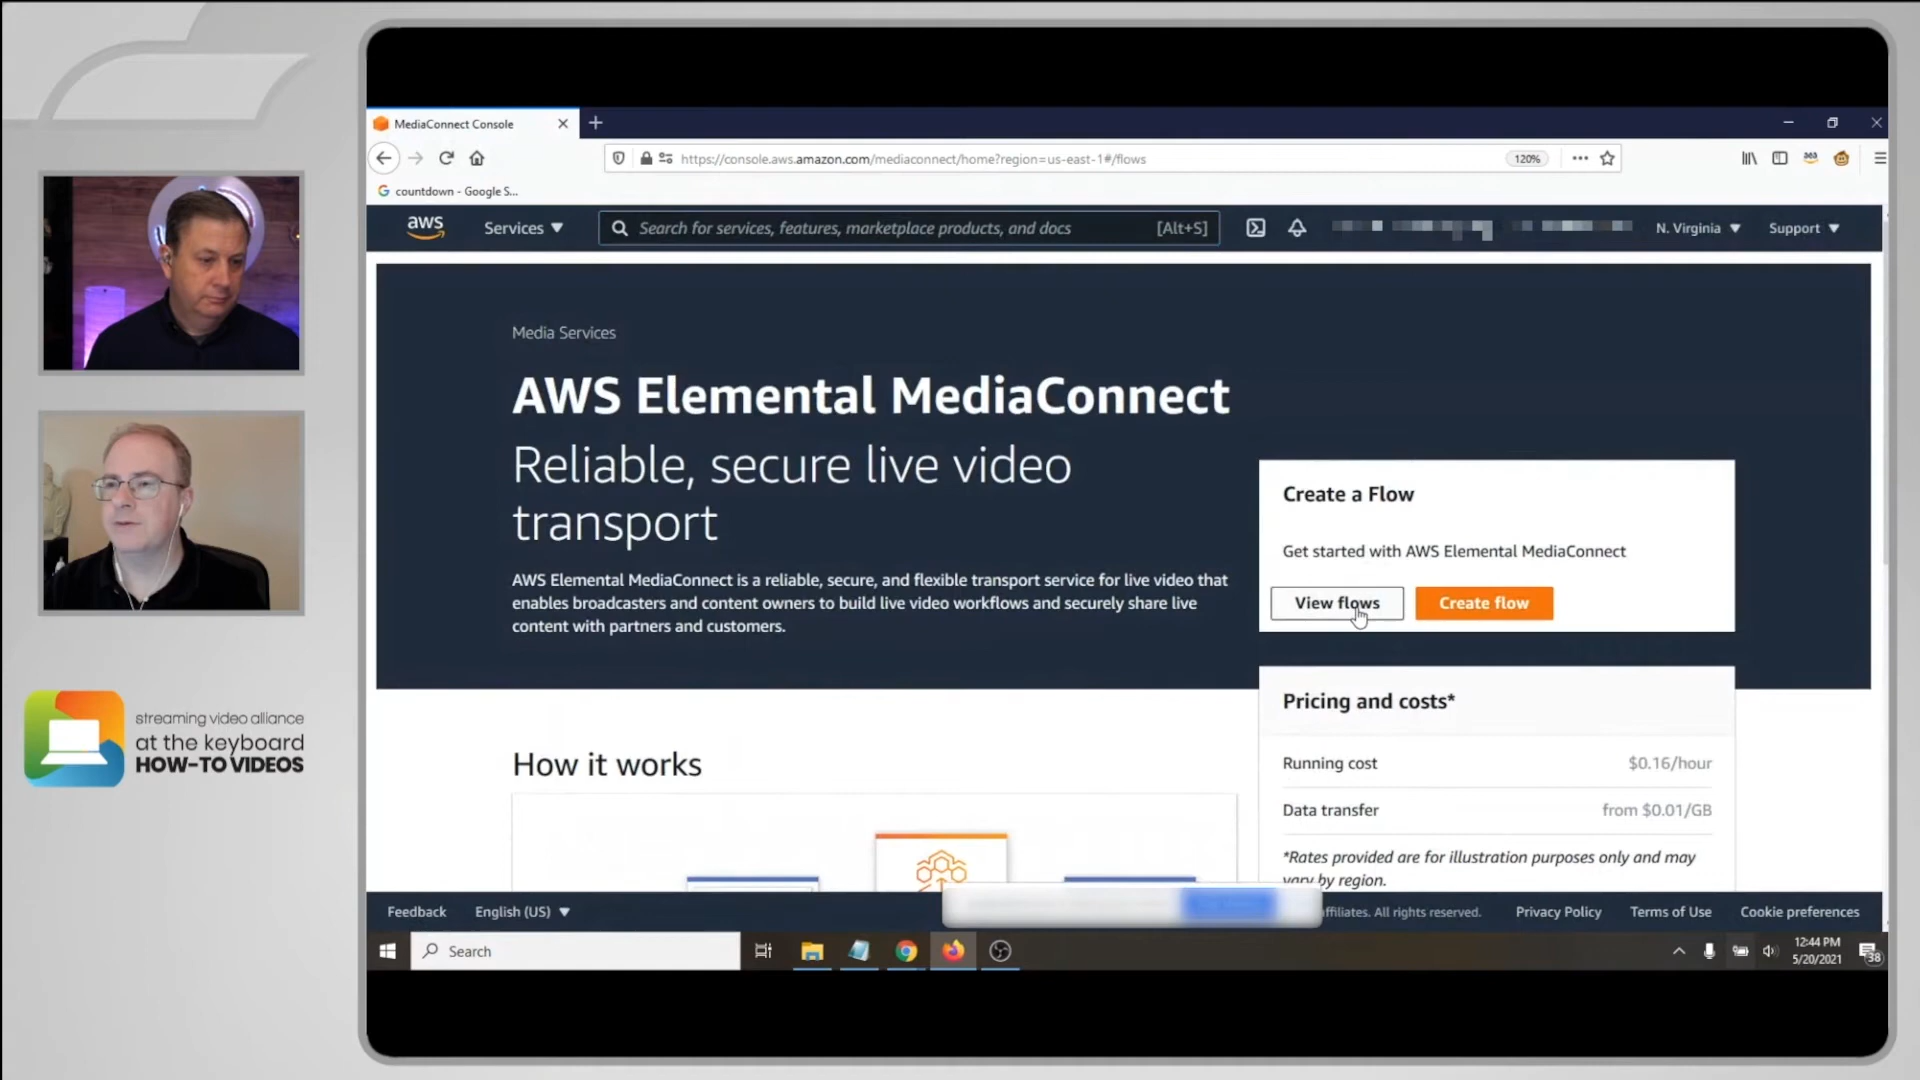 MediaConnect Console
https://console.aws.amazon.com/mediaconnect/home?region=us-east-1#/flows
120%
countdown - Google S...
aws
Services
Search for services, features, marketplace products, and docs
[Alt+S]
N. Virginia
Support
Media Services
AWS Elemental MediaConnect
Reliable, secure live video
transport
AWS Elemental MediaConnect is a reliable, secure, and flexible transport service for live video that
enables broadcasters and content owners to build live video workflows and securely share live
content with partners and customers.
Create a Flow
Get started with AWS Elemental MediaConnect
View flows
Create flow
Pricing and costs*
Running cost $0.16/hour
Data transfer from $0.01/GB
*Rates provided are for illustration purposes only and may
vary by region.
How it works
streaming video alliance
at the keyboard
HOW-TO VIDEOS
Feedback
English (US)
affiliates. All rights reserved.
Privacy Policy
Terms of Use
Cookie preferences
Search
12:44 PM
5/20/2021
38